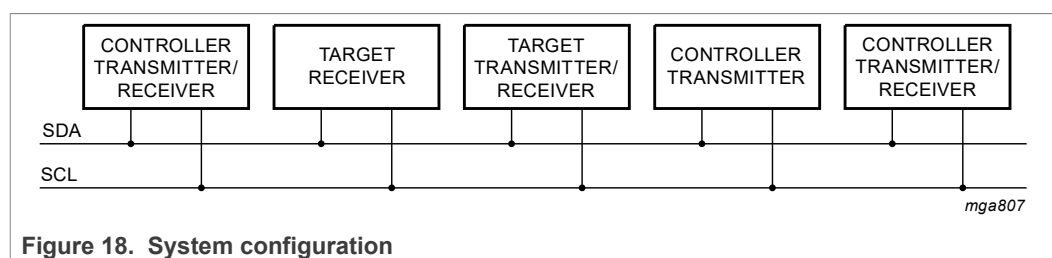 CONTROLLER
TRANSMITTER/
RECEIVER
TARGET
RECEIVER
TARGET
TRANSMITTER/
RECEIVER
CONTROLLER
TRANSMITTER
CONTROLLER
TRANSMITTER/
RECEIVER
SDA
SCL
mga807
Figure 18. System configuration